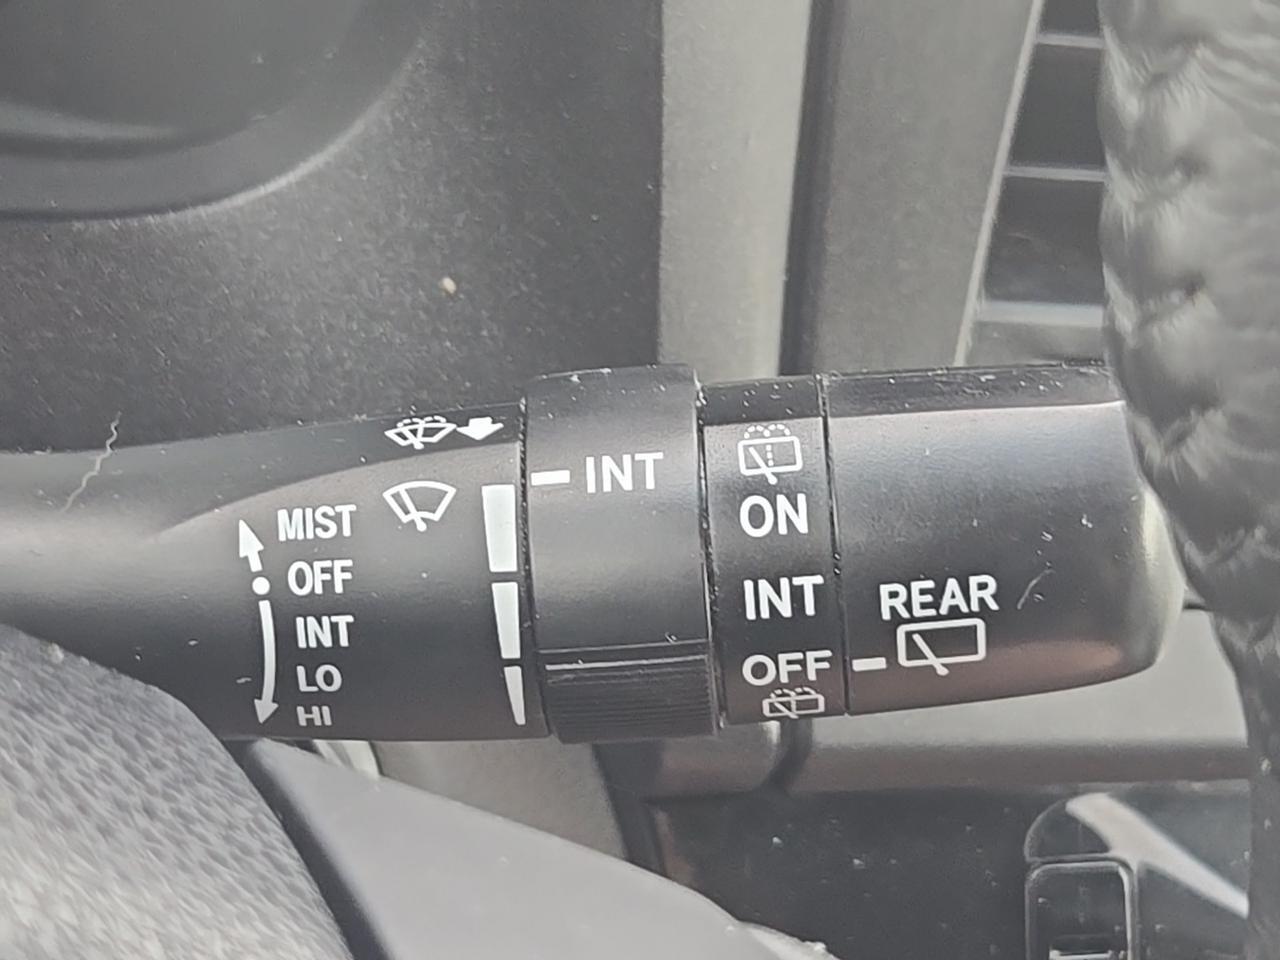 MIST
OFF
INT
LO
HI
INT
ON
INT
OFF
REAR